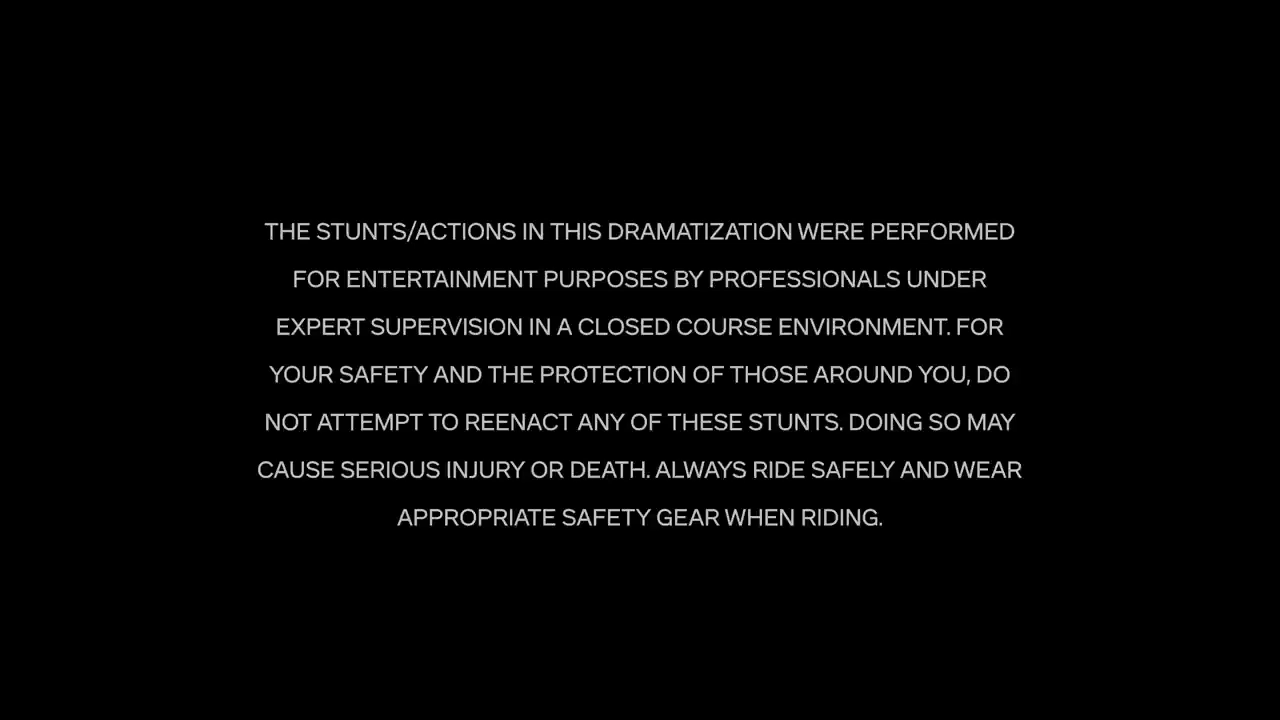 THE STUNTS/ACTIONS IN THIS DRAMATIZATION WERE PERFORMED
FOR ENTERTAINMENT PURPOSES BY PROFESSIONALS UNDER
EXPERT SUPERVISION IN A CLOSED COURSE ENVIRONMENT. FOR
YOUR SAFETY AND THE PROTECTION OF THOSE AROUND YOU, DO
NOT ATTEMPT TO REENACT ANY OF THESE STUNTS. DOING SO MAY
CAUSE SERIOUS INJURY OR DEATH. ALWAYS RIDE SAFELY AND WEAR
APPROPRIATE SAFETY GEAR WHEN RIDING.